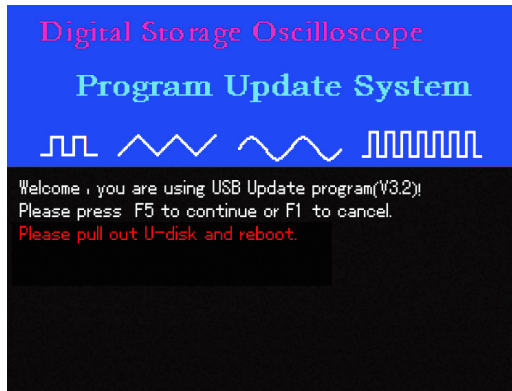 Digital Storage Oscilloscope
Program Update System
Welcome , you are using USB Update program(V3.2)!
Please press F5 to continue or F1 to cancel.
Please pull out U-disk and reboot.